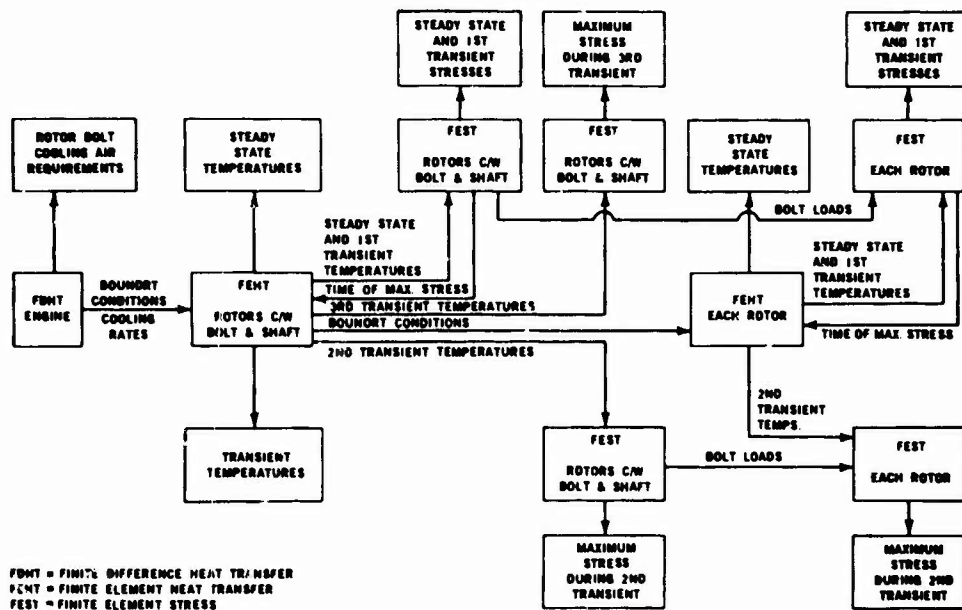 STEADY STATE
AND 1ST
TRANSIENT
STRESSES
MAXIMUM
STRESS
DURING 3RD
TRANSIENT
STEADY STATE
AND 1ST
TRANSIENT
STRESSES
ROTOR BOLT
COOLING AIR
REQUIREMENTS
STEADY
STATE
TEMPERATURES
FEST
ROTORS C/W
BOLT & SHAFT
FEST
ROTORS C/W
BOLT & SHAFT
STEADY
STATE
TEMPERATURES
FEST
EACH ROTOR
BOLT LOADS
STEADY STATE
AND 1ST
TRANSIENT
TEMPERATURES
STEADY STATE
AND 1ST
TRANSIENT
TEMPERATURES
FDHT
ENGINE
BOUNDRY
CONDITIONS
COOLING
RATES
FEHT
ROTORS C/W
BOLT & SHAFT
TIME OF MAX. STRESS
3RD TRANSIENT TEMPERATURES
BOUNDRY CONDITIONS
2ND TRANSIENT TEMPERATURES
FEHT
EACH ROTOR
TIME OF MAX. STRESS
2ND
TRANSIENT
TEMPS.
TRANSIENT
TEMPERATURES
FEST
ROTORS C/W
BOLT & SHAFT
BOLT LOADS
FEST
EACH ROTOR
MAXIMUM
STRESS
DURING 2ND
TRANSIENT
MAXIMUM
STRESS
DURING 2ND
TRANSIENT
FDHT = FINITE DIFFERENCE HEAT TRANSFER
FEHT = FINITE ELEMENT HEAT TRANSFER
FEST = FINITE ELEMENT STRESS